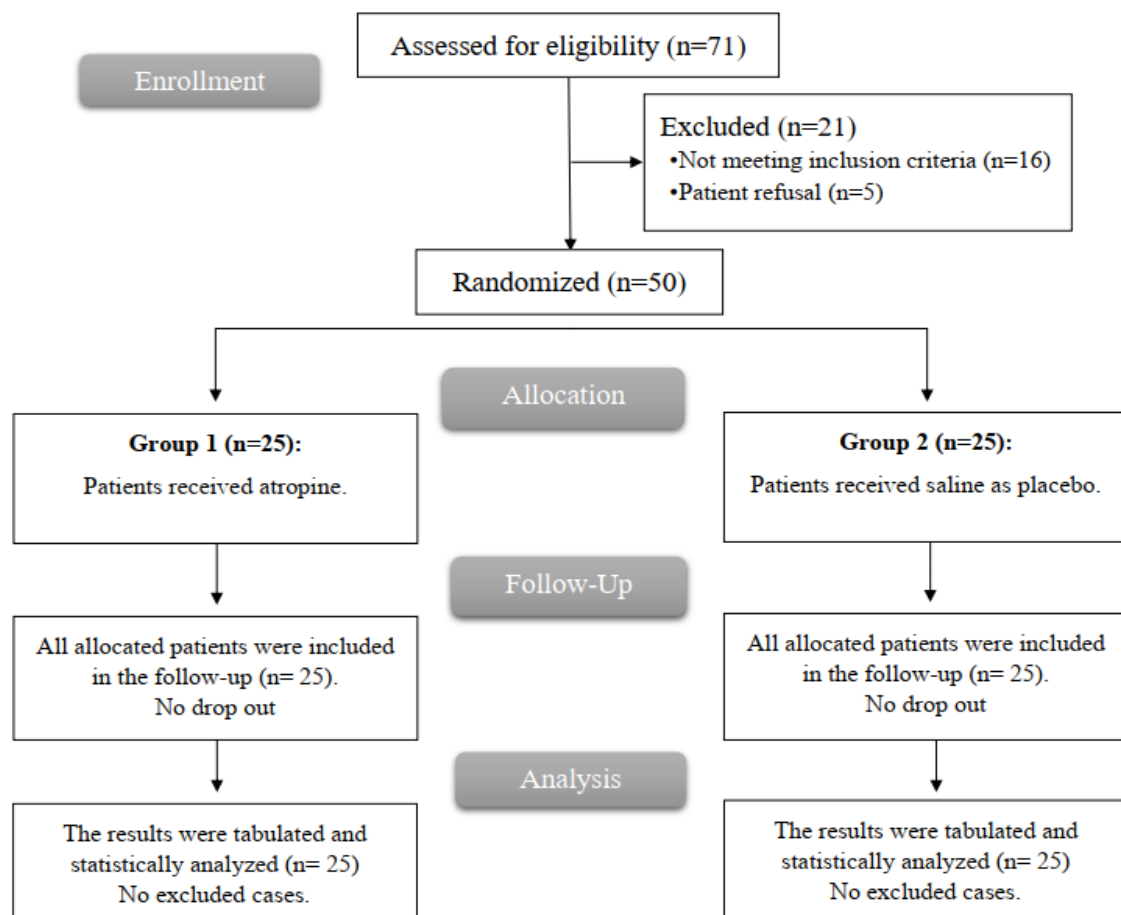 Assessed for eligibility (n=71)
Enrollment
Excluded (n=21)
•Not meeting inclusion criteria (n=16)
•Patient refusal (n=5)
Randomized (n=50)
Allocation
Group 1 (n=25):
Patients received atropine.
Group 2 (n=25):
Patients received saline as placebo.
Follow-Up
All allocated patients were included
in the follow-up (n= 25).
No drop out
All allocated patients were included
in the follow-up (n= 25).
No drop out
Analysis
The results were tabulated and
statistically analyzed (n= 25)
No excluded cases.
The results were tabulated and
statistically analyzed (n= 25)
No excluded cases.